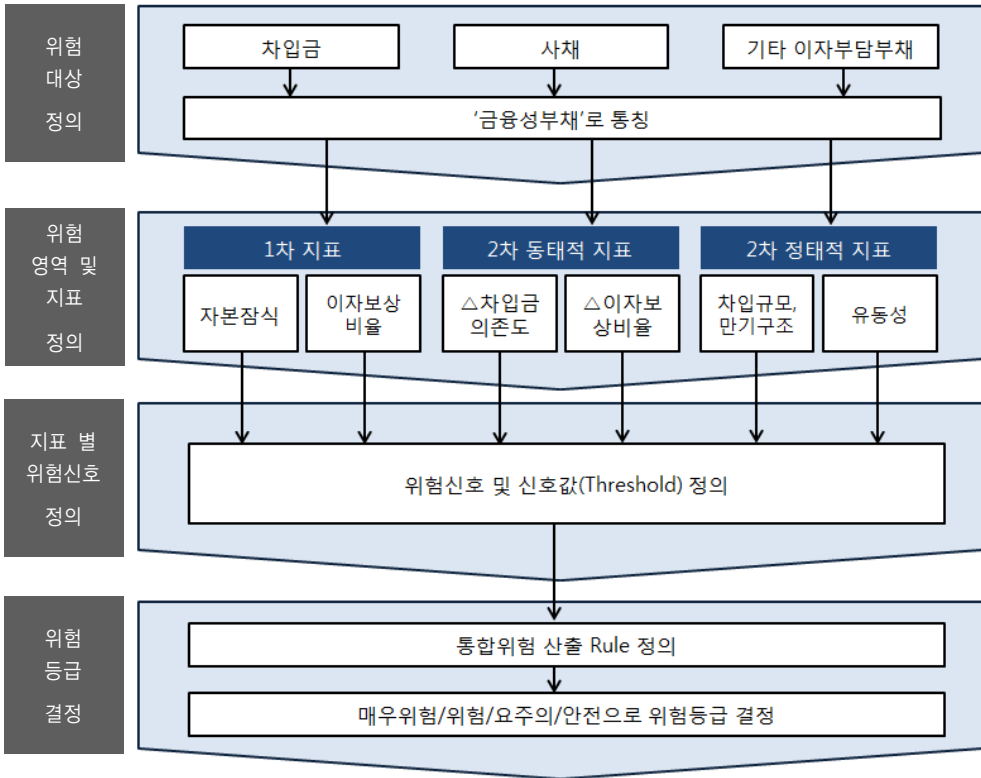 위험
대상
정의
차입금
사채
기타 이자부담부채
‘금융성부채’로 통칭
위험
영역 및
지표
정의
1차 지표
2차 동태적 지표
2차 정태적 지표
자본잠식
이자보상
비율
△차입금
의존도
△이자보
상비율
차입규모,
만기구조
유동성
지표 별
위험신호
정의
위험신호 및 신호값(Threshold) 정의
위험
등급
결정
통합위험 산출 Rule 정의
매우위험/위험/요주의/안전으로 위험등급 결정